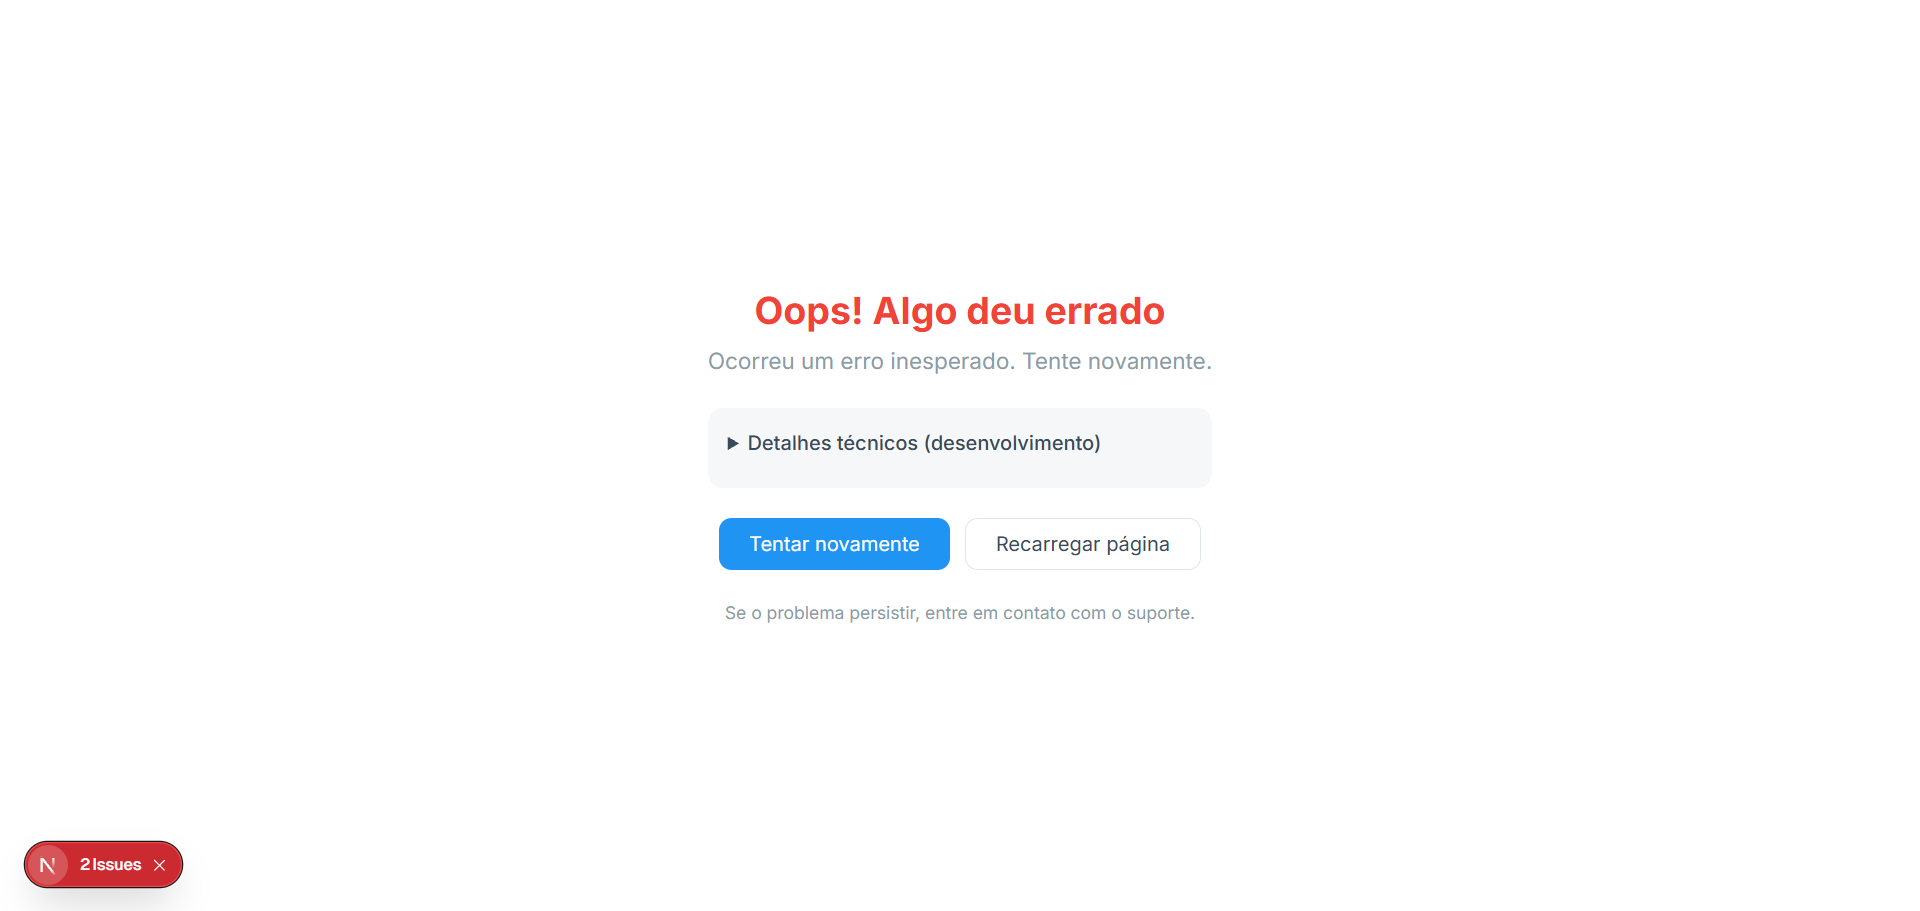 Oops! Algo deu errado
Ocorreu um erro inesperado. Tente novamente.
Detalhes técnicos (desenvolvimento)
Tentar novamente
Recarregar página
Se o problema persistir, entre em contato com o suporte.
N 2 Issues